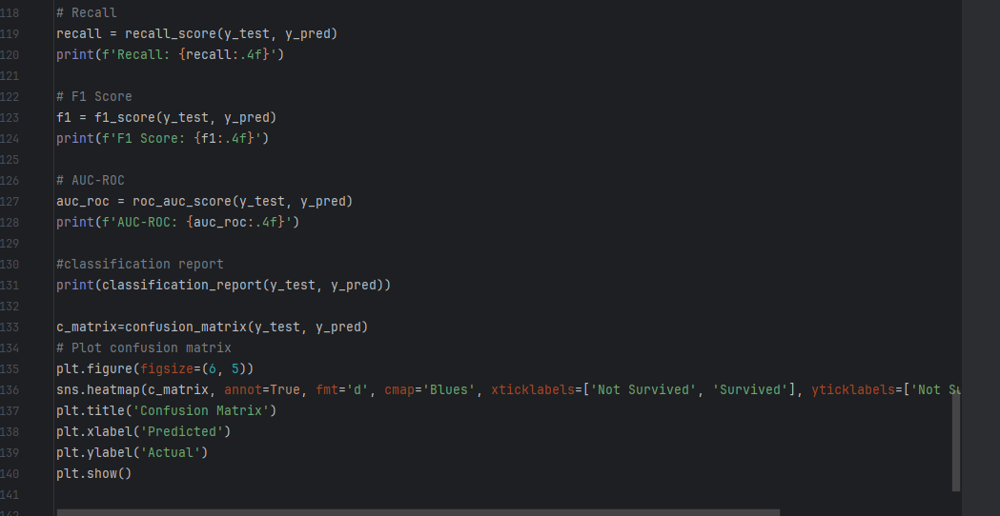 118 # Recall
119 recall = recall_score(y_test, y_pred)
120 print(f'Recall: {recall:.4f}')
121
122 # F1 Score
123 f1 = f1_score(y_test, y_pred)
124 print(f'F1 Score: {f1:.4f}')
125
126 # AUC-ROC
127 auc_roc = roc_auc_score(y_test, y_pred)
128 print(f'AUC-ROC: {auc_roc:.4f}')
129
130 #classification report
131 print(classification_report(y_test, y_pred))
132
133 c_matrix=confusion_matrix(y_test, y_pred)
134 # Plot confusion matrix
135 plt.figure(figsize=(6, 5))
136 sns.heatmap(c_matrix, annot=True, fmt='d', cmap='Blues', xticklabels=['Not Survived', 'Survived'], yticklabels=['Not
137 plt.title('Confusion Matrix')
138 plt.xlabel('Predicted')
139 plt.ylabel('Actual')
140 plt.show()
141